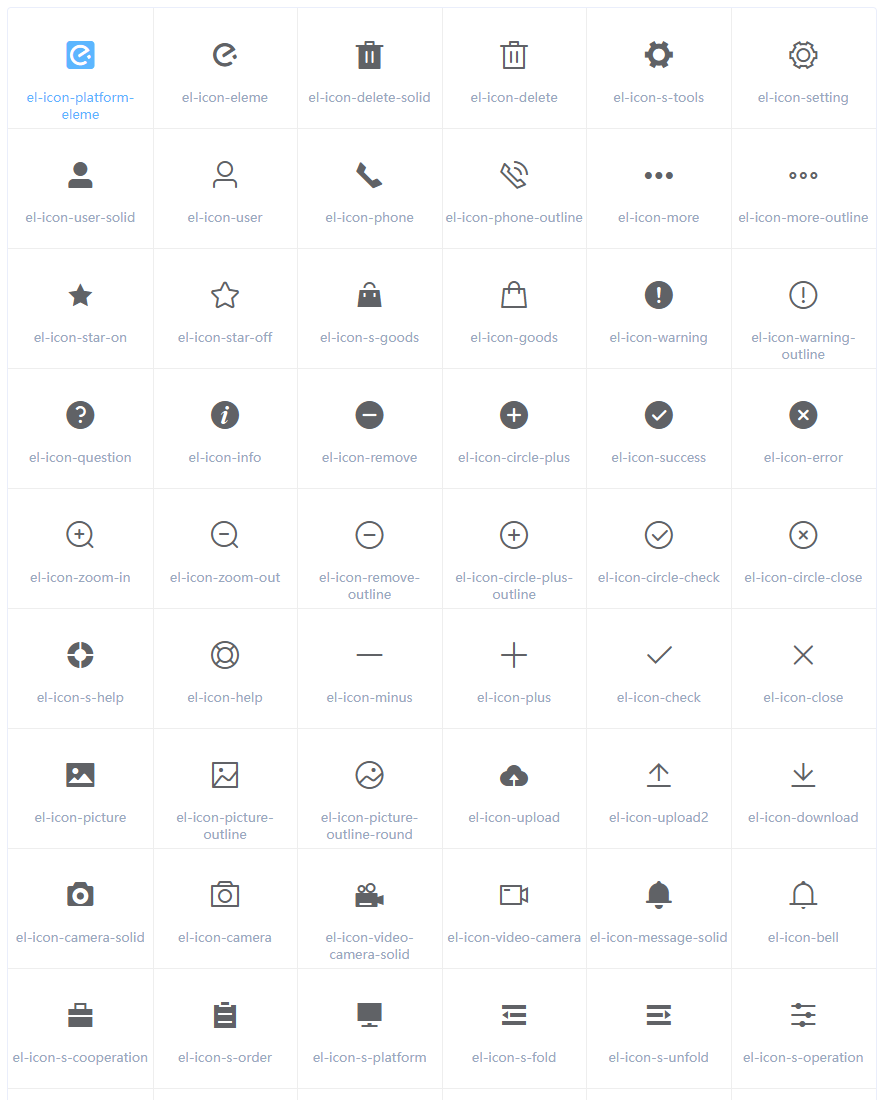 el-icon-platform-
eleme
el-icon-eleme
el-icon-delete-solid
el-icon-delete
el-icon-s-tools
el-icon-setting
el-icon-user-solid
el-icon-user
el-icon-phone
el-icon-phone-outline
el-icon-more
el-icon-more-outline
el-icon-star-on
el-icon-star-off
el-icon-s-goods
el-icon-goods
el-icon-warning
el-icon-warning-
outline
el-icon-question
el-icon-info
el-icon-remove
el-icon-circle-plus
el-icon-success
el-icon-error
el-icon-zoom-in
el-icon-zoom-out
el-icon-remove-
outline
el-icon-circle-plus-
outline
el-icon-circle-check
el-icon-circle-close
el-icon-s-help
el-icon-help
el-icon-minus
el-icon-plus
el-icon-check
el-icon-close
el-icon-picture
el-icon-picture-
outline
el-icon-picture-
outline-round
el-icon-upload
el-icon-upload2
el-icon-download
el-icon-camera-solid
el-icon-camera
el-icon-video-
camera-solid
el-icon-video-camera
el-icon-message-solid
el-icon-bell
el-icon-s-cooperation
el-icon-s-order
el-icon-s-platform
el-icon-s-fold
el-icon-s-unfold
el-icon-s-operation